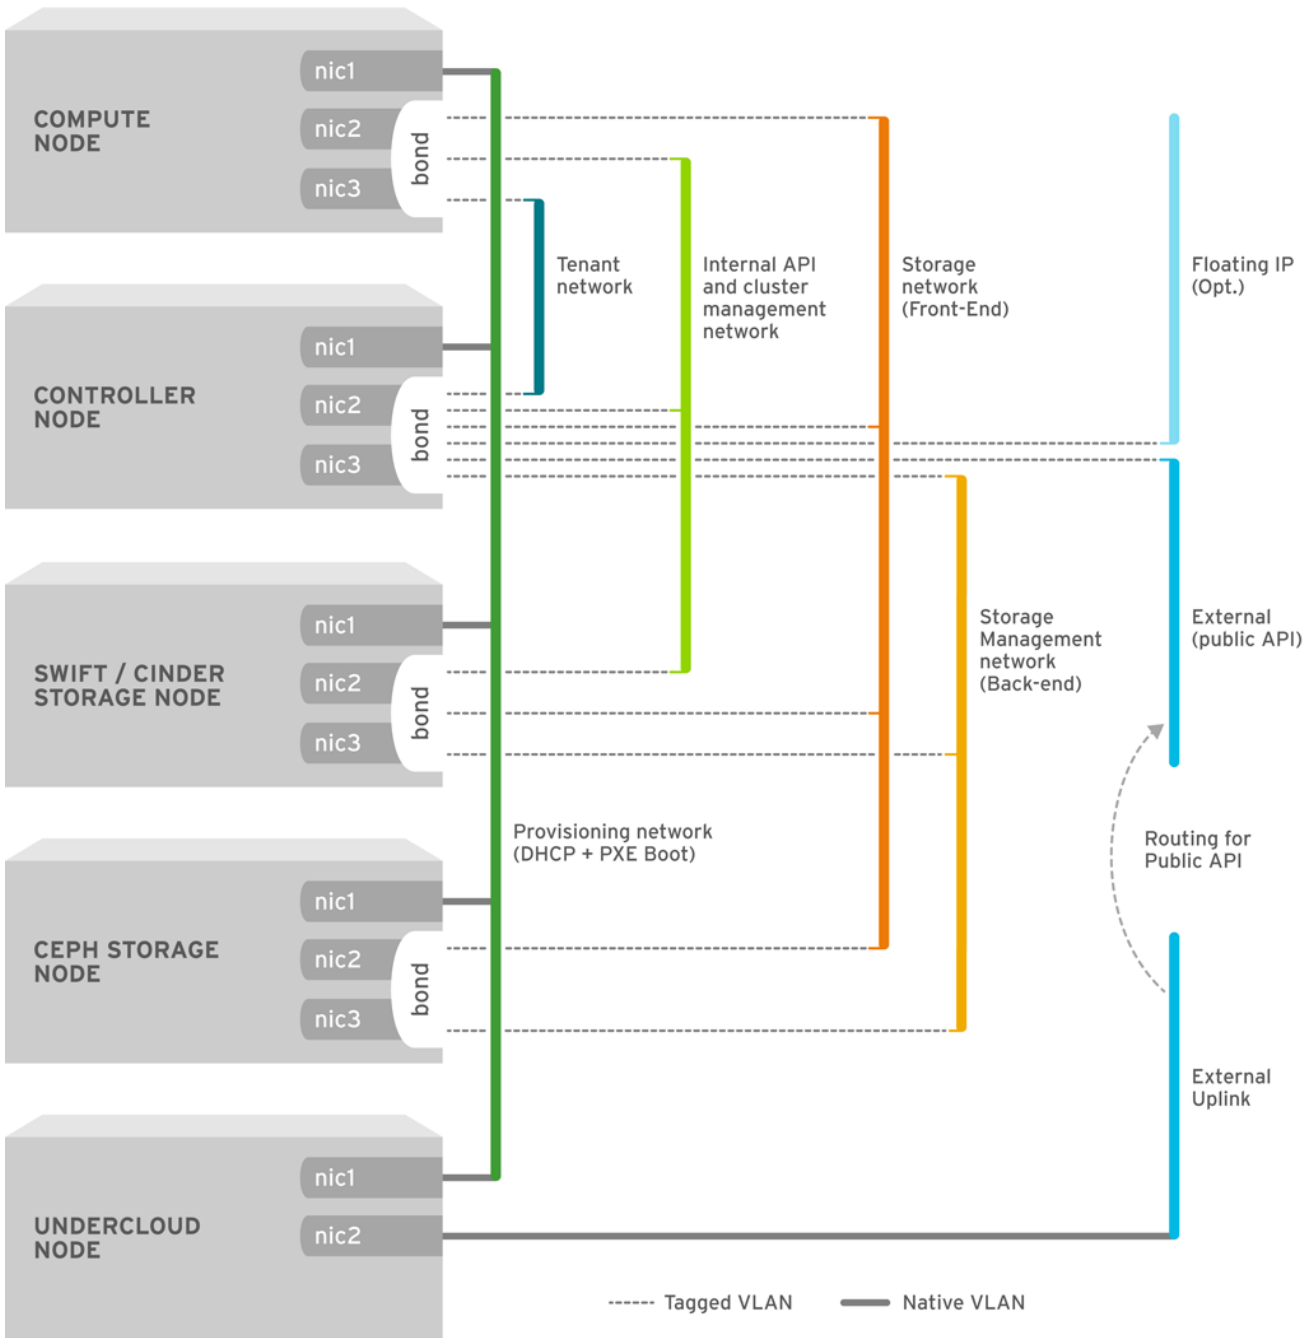 COMPUTE
NODE
nic1
nic2
nic3
bond
Tenant
network
Internal API
and cluster
management
network
Storage
network
(Front-End)
Floating IP
(Opt.)
CONTROLLER
NODE
nic1
nic2
nic3
bond
SWIFT / CINDER
STORAGE NODE
nic1
nic2
nic3
bond
Storage
Management
network
(Back-end)
External
(public API)
Provisioning network
(DHCP + PXE Boot)
Routing for
Public API
CEPH STORAGE
NODE
nic1
nic2
nic3
bond
External
Uplink
UNDERCLOUD
NODE
nic1
nic2
Tagged VLAN
Native VLAN